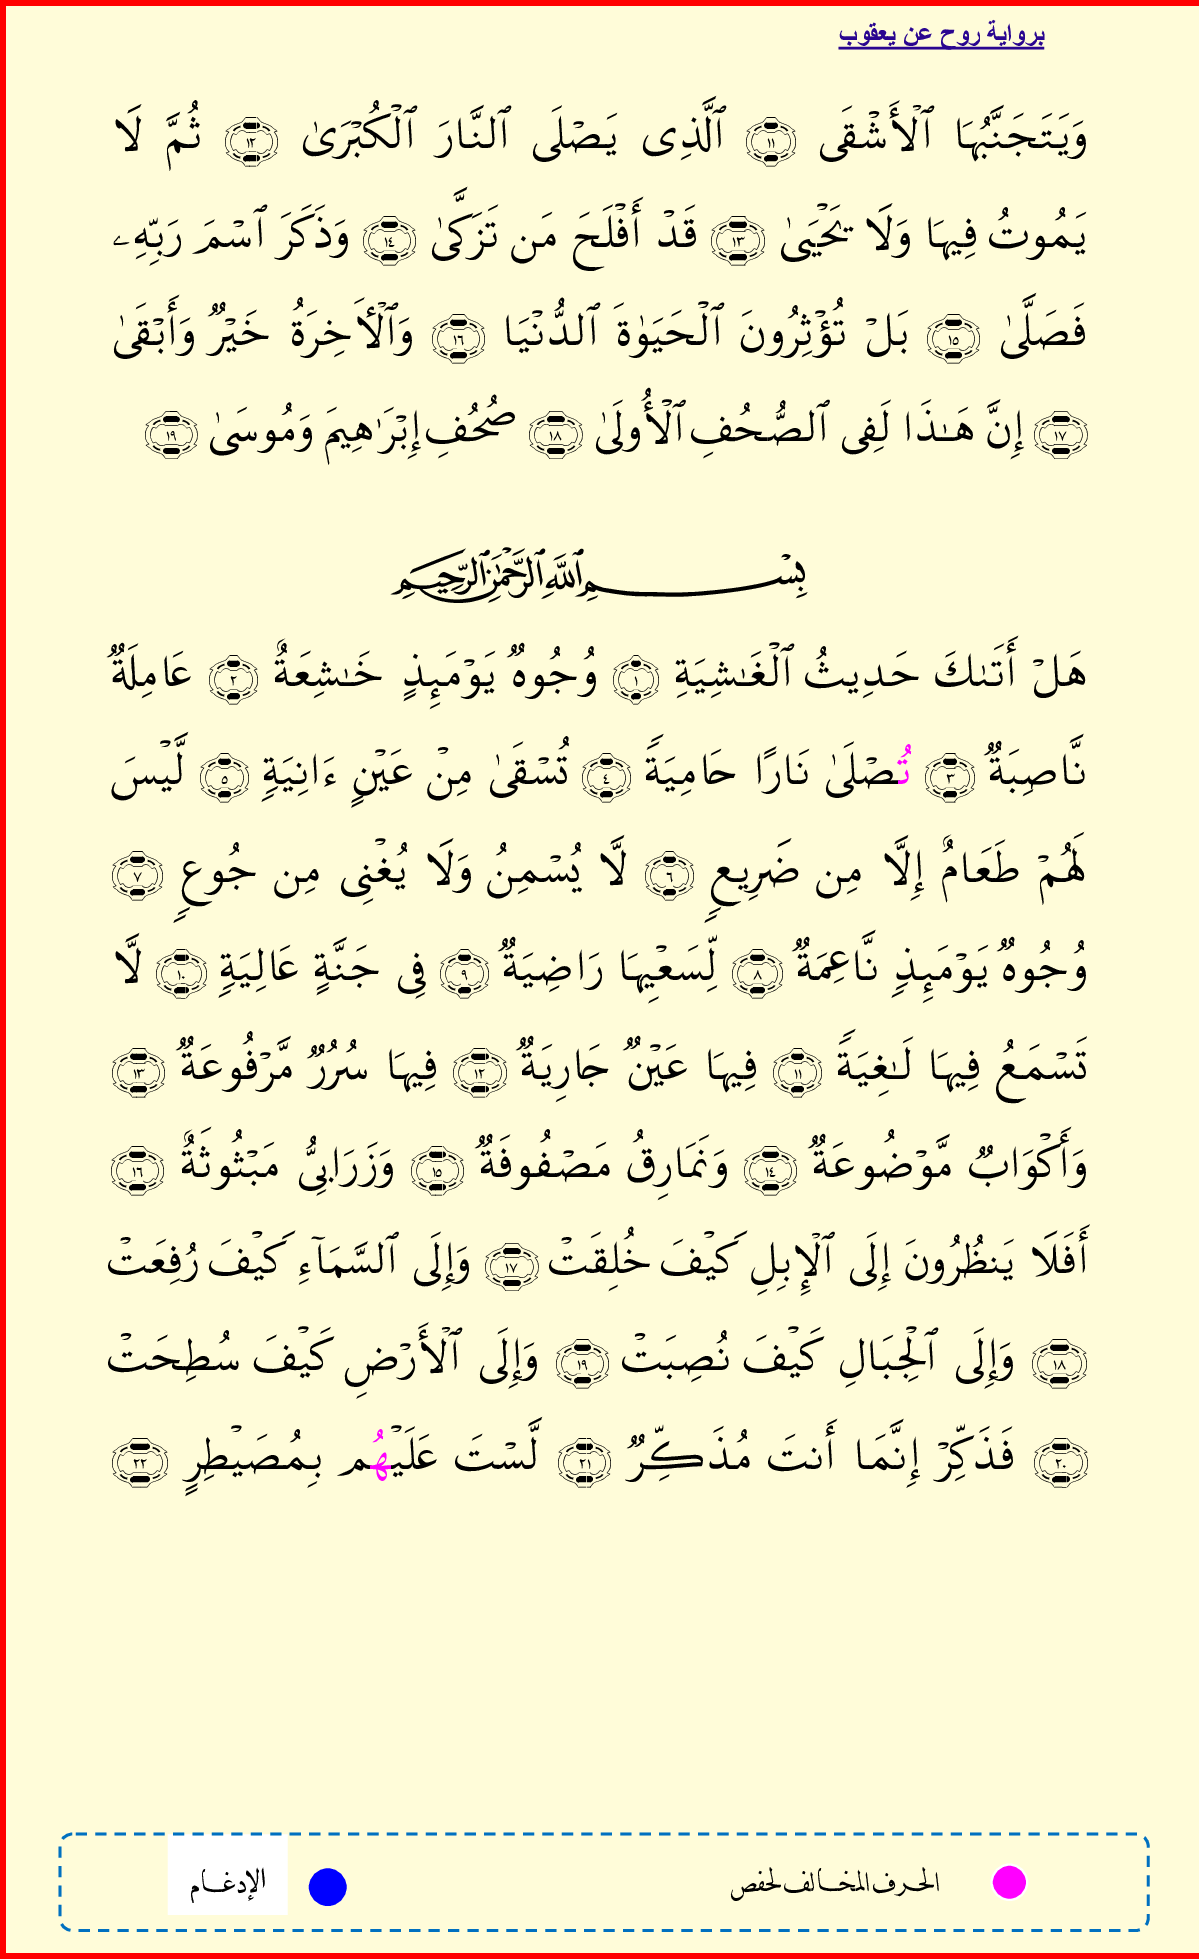 برواية روح عن يعقوب
وَيَتَجَنَّبُهَا ٱلْأَشْقَى ١١ ٱلَّذِى يَصْلَى ٱلنَّارَ ٱلْكُبْرَىٰ ١٢ ثُمَّ لَا
يَمُوتُ فِيهَا وَلَا يَحْيَىٰ ١٣ قَدْ أَفْلَحَ مَن تَزَكَّىٰ ١٤ وَذَكَرَ ٱسْمَ رَبِّهِۦ
فَصَلَّىٰ ١٥ بَلْ تُؤْثِرُونَ ٱلْحَيَوٰةَ ٱلدُّنْيَا ١٦ وَٱلْأَخِرَةُ خَيْرٌ وَأَبْقَىٰ
١٧ إِنَّ هَـٰذَا لَفِى ٱلصُّحُفِ ٱلْأُولَىٰ ١٨ صُحُفِ إِبْرَٰهِيمَ وَمُوسَىٰ ١٩
بِسْمِ ٱللَّهِ ٱلرَّحْمَٰنِ ٱلرَّحِيمِ
هَلْ أَتَىٰكَ حَدِيثُ ٱلْغَـٰشِيَةِ ١ وُجُوهٌ يَوْمَئِذٍ خَـٰشِعَةٌ ٢ عَامِلَةٌ
نَّاصِبَةٌ ٣ تُصْلَىٰ نَارًا حَامِيَةً ٤ تُسْقَىٰ مِنْ عَيْنٍ ءَانِيَةٍ ٥ لَّيْسَ
لَهُمْ طَعَامٌ إِلَّا مِن ضَرِيعٍ ٦ لَّا يُسْمِنُ وَلَا يُغْنِى مِن جُوعٍ ٧
وُجُوهٌ يَوْمَئِذٍ نَّاعِمَةٌ ٨ لِّسَعْيِهَا رَاضِيَةٌ ٩ فِى جَنَّةٍ عَالِيَةٍ ١٠ لَّا
تَسْمَعُ فِيهَا لَـٰغِيَةً ١١ فِيهَا عَيْنٌ جَارِيَةٌ ١٢ فِيهَا سُرُرٌ مَّرْفُوعَةٌ ١٣
وَأَكْوَابٌ مَّوْضُوعَةٌ ١٤ وَنَمَارِقُ مَصْفُوفَةٌ ١٥ وَزَرَابِىُّ مَبْثُوثَةٌ ١٦
أَفَلَا يَنظُرُونَ إِلَى ٱلْإِبِلِ كَيْفَ خُلِقَتْ ١٧ وَإِلَى ٱلسَّمَآءِ كَيْفَ رُفِعَتْ
١٨ وَإِلَى ٱلْجِبَالِ كَيْفَ نُصِبَتْ ١٩ وَإِلَى ٱلْأَرْضِ كَيْفَ سُطِحَتْ
٢٠ فَذَكِّرْ إِنَّمَا أَنتَ مُذَكِّرٌ ٢١ لَّسْتَ عَلَيْهُم بِمُصَيْطِرٍ ٢٢
الحرف المخالف لحفص
الإدغام